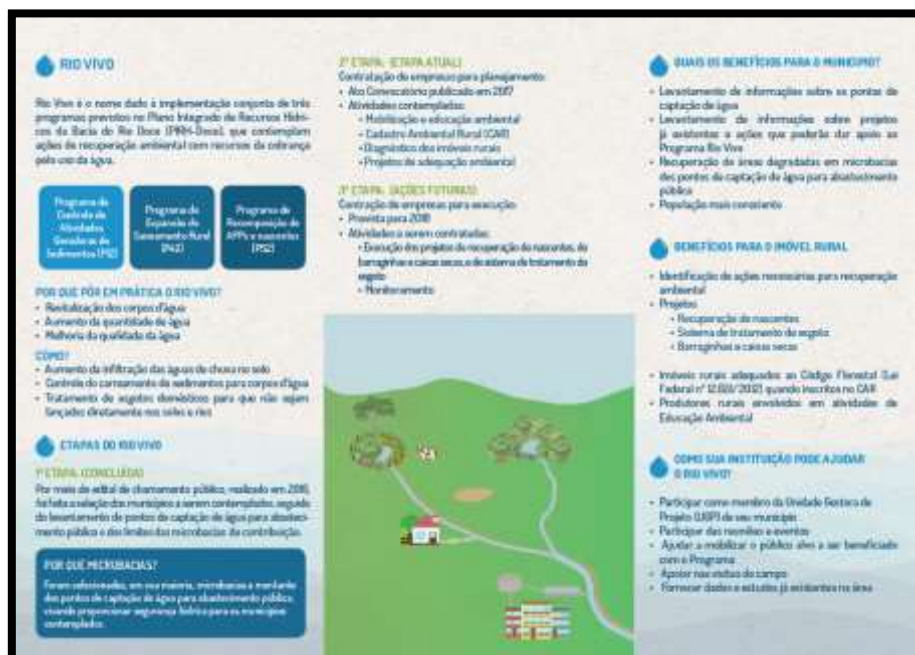 RIO VIVO
Rio Vivo é o nome dado à implementação conjunta de três
programas previstos no Plano Integrado de Recursos Hídri-
cos da Bacia do Rio Doce (PIRH-Doce), que contemplam
ações de recuperação ambiental com recursos da cobrança
pelo uso da água.
Programa de
Controle de
Atividades
Geradoras de
Sedimentos (P12)
Programa de
Expansão do
Saneamento Rural
(P42)
Programa de
Recomposição de
APPs e nascentes
(P52)
POR QUE PÔR EM PRÁTICA O RIO VIVO?
• Revitalização dos corpos d'água
• Aumento da quantidade de água
• Melhoria da qualidade da água
COMO?
• Aumento da infiltração das águas de chuva no solo
• Controle do carreamento de sedimentos para corpos d'água
• Tratamento de esgotos domésticos para que não sejam
lançados diretamente nos solos e rios
ETAPAS DO RIO VIVO
1ª ETAPA: (CONCLUÍDA)
Por meio de edital de chamamento público, realizado em 2016,
foi feita a seleção dos município a serem contemplados, seguida
do levantamento de pontos de captação de água para abasteci-
mento público e dos limites das microbacias de contribuição.
POR QUE MICROBACIAS?
Foram selecionadas, em sua maioria, microbacias a montante
dos pontos de captação de água para abastecimento público,
visando proporcionar segurança hídrica para os municípios
contemplados.
2ª ETAPA: (ETAPA ATUAL)
Contratação de empresas para planejamento:
• Ato Convocatório publicado em 2017
• Atividades contempladas:
• Mobilização e educação ambiental
• Cadastro Ambiental Rural (CAR)
• Diagnóstico dos imóveis rurais
• Projetos de adequação ambiental
3ª ETAPA: (AÇÕES FUTURAS)
Contração de empresas para execução:
• Prevista para 2018
• Atividades a serem contratadas:
• Execução dos projetos de recuperação de nascentes, de
barraginhas e caixas secas, e de sistema de tratamento de
esgoto
• Monitoramento
QUAIS OS BENEFÍCIOS PARA O MUNICÍPIO?
• Levantamento de informações sobre os pontos de
captação de água
• Levantamento de informações sobre projetos
já existentes e ações que poderão dar apoio ao
Programa Rio Vivo
• Recuperação de áreas degradadas em microbacias
dos pontos de captação de água para abastecimento
público
• População mais consciente
BENEFÍCIOS PARA O IMÓVEL RURAL
• Identificação de ações necessárias para recuperação
ambiental
• Projetos
• Recuperação de nascentes
• Sistema de tratamento de esgoto
• Barraginhas e caixas secas
• Imóveis rurais adequados ao Código Florestal (Lei
Federal nº 12.651/2012) quando inscritos no CAR
• Produtores rurais envolvidos em atividades de
Educação Ambiental
COMO SUA INSTITUIÇÃO PODE AJUDAR
O RIO VIVO?
• Participar como membro da Unidade Gestora de
Projeto (UGP) de seu município
• Participar das reuniões e eventos
• Ajudar a mobilizar o público alvo a ser beneficiado
com o Programa
• Apoiar nas visitas de campo
• Fornecer dados e estudos já existentes na área